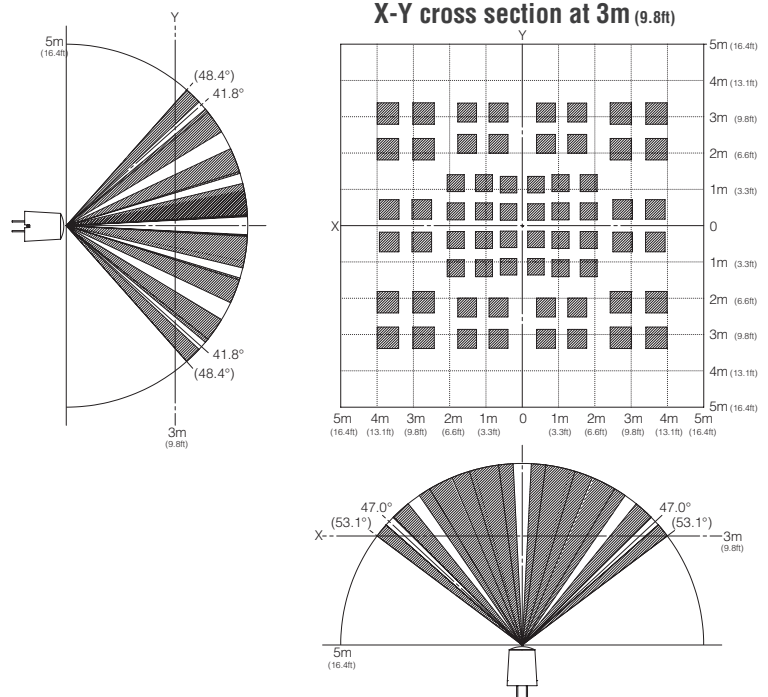 X-Y cross section at 3m (9.8ft)
Y
5m
(16.4ft)
(48.4°)
41.8°
41.8°
(48.4°)
3m
(9.8ft)
Y
X
5m (16.4ft)
4m (13.1ft)
3m (9.8ft)
2m (6.6ft)
1m (3.3ft)
0
1m (3.3ft)
2m (6.6ft)
3m (9.8ft)
4m (13.1ft)
5m (16.4ft)
5m 4m 3m 2m 1m 0 1m 2m 3m 4m 5m
(16.4ft) (13.1ft) (9.8ft) (6.6ft) (3.3ft) (3.3ft) (6.6ft) (9.8ft) (13.1ft) (16.4ft)
47.0° 47.0°
(53.1°) (53.1°)
X 3m
(9.8ft)
5m
(16.4ft)